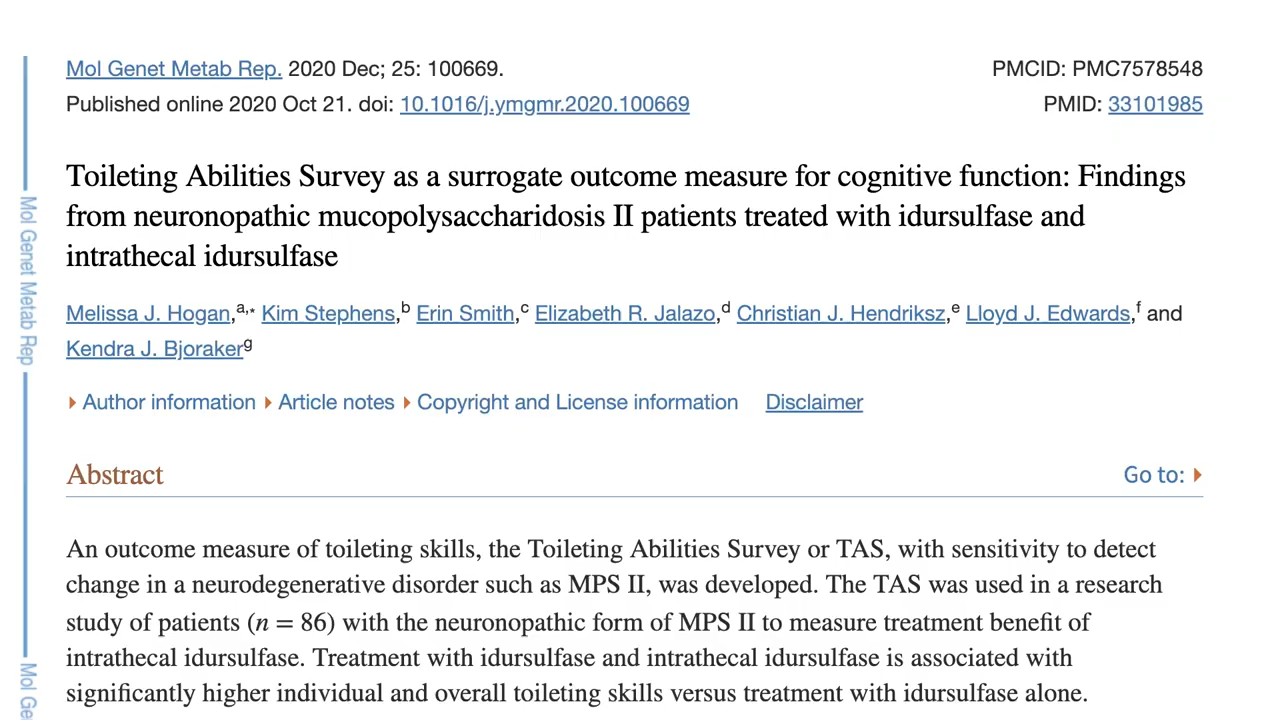 Mol Genet Metab Rep. 2020 Dec; 25: 100669.
PMCID: PMC7578548
Published online 2020 Oct 21. doi: 10.1016/j.ymgmr.2020.100669
PMID: 33101985
Toileting Abilities Survey as a surrogate outcome measure for cognitive function: Findings
from neuronopathic mucopolysaccharidosis II patients treated with idursulfase and
intrathecal idursulfase
Melissa J. Hogan,a,⁎ Kim Stephens,b Erin Smith,c Elizabeth R. Jalazo,d Christian J. Hendriksz,e Lloyd J. Edwards,f and
Kendra J. Bjorakerg
Author information Article notes Copyright and License information Disclaimer
Abstract
Go to:
An outcome measure of toileting skills, the Toileting Abilities Survey or TAS, with sensitivity to detect
change in a neurodegenerative disorder such as MPS II, was developed. The TAS was used in a research
study of patients (n = 86) with the neuronopathic form of MPS II to measure treatment benefit of
intrathecal idursulfase. Treatment with idursulfase and intrathecal idursulfase is associated with
significantly higher individual and overall toileting skills versus treatment with idursulfase alone.
Mol Genet Metab Rep
Mol Ge